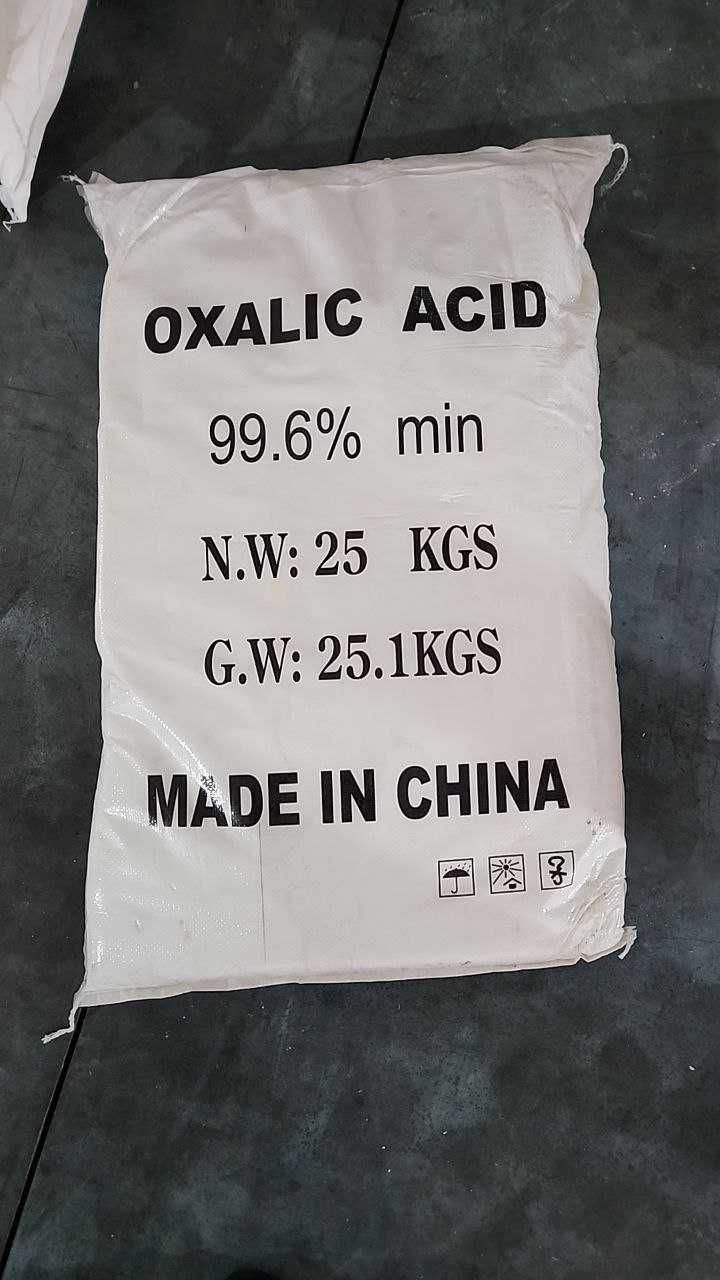 OXALIC ACID
99.6% min
N.W: 25 KGS
G.W: 25.1KGS
MADE IN CHINA